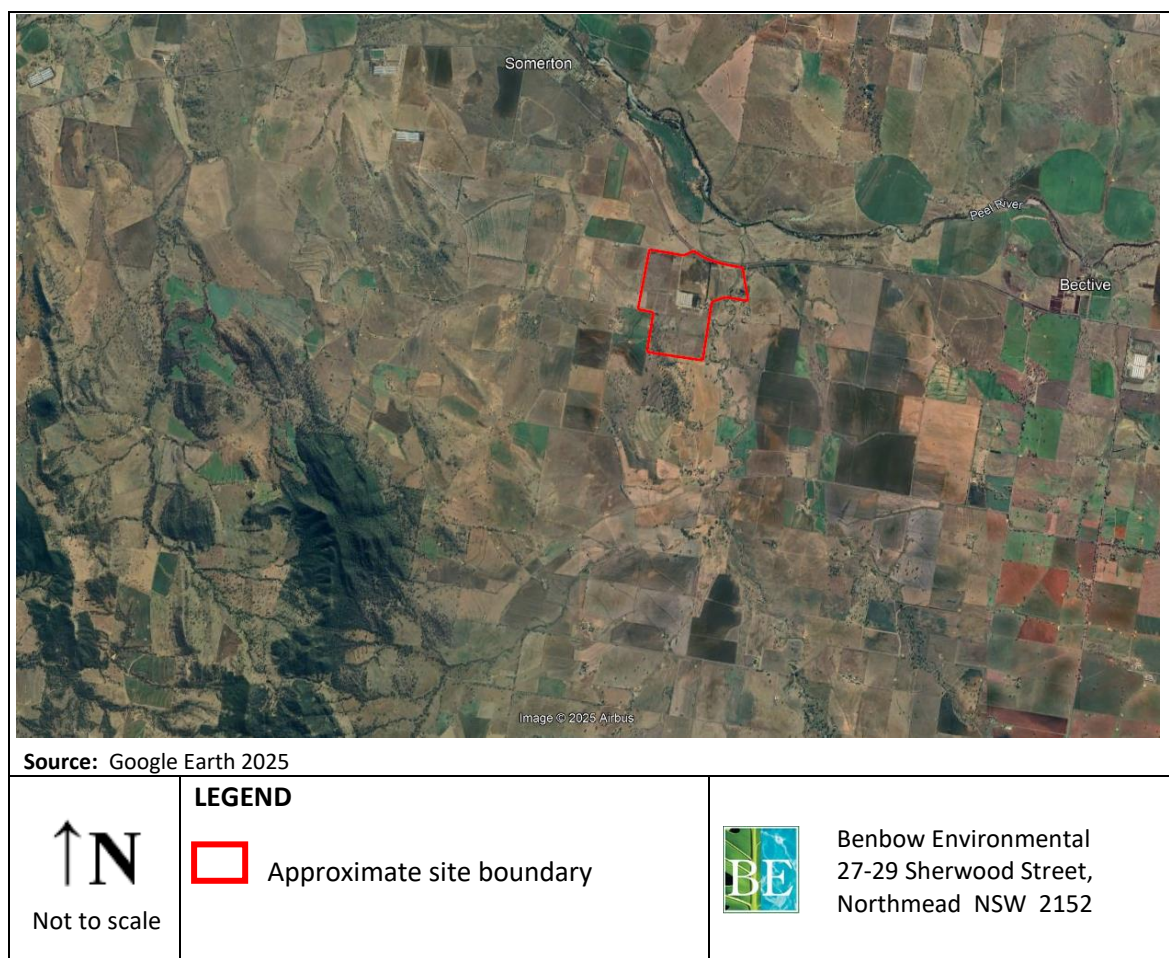 Somerton
Peel River
Bective
Image © 2025 Airbus
Source: Google Earth 2025
↑N
Not to scale
LEGEND
Approximate site boundary
BE
Benbow Environmental
27-29 Sherwood Street,
Northmead NSW 2152